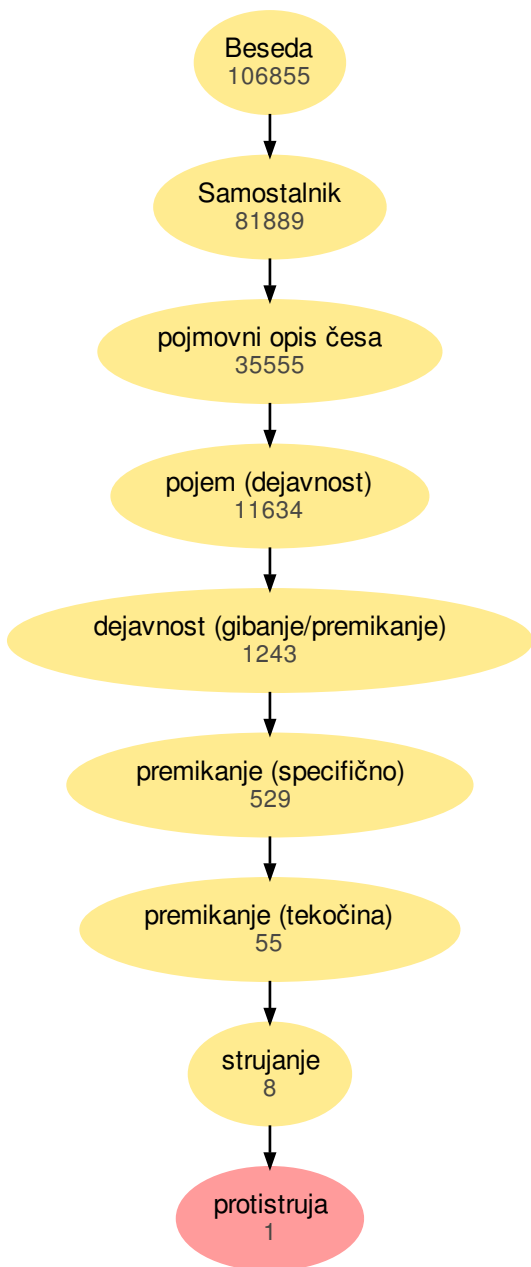 Beseda
106855
Samostalnik
81889
pojmovni opis česa
35555
pojem (dejavnost)
11634
dejavnost (gibanje/premikanje)
1243
premikanje (specifično)
529
premikanje (tekočina)
55
strujanje
8
protistruja
1